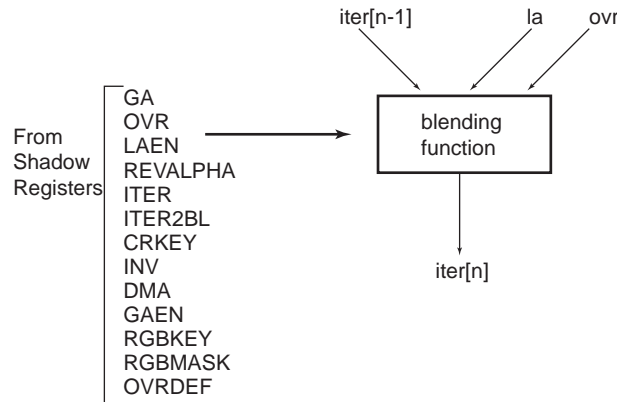 iter[n-1] la ovr
From
Shadow
Registers
GA
OVR
LAEN
REVALPHA
ITER
ITER2BL
CRKEY
INV
DMA
GAEN
RGBKEY
RGBMASK
OVRDEF
blending
function
iter[n]